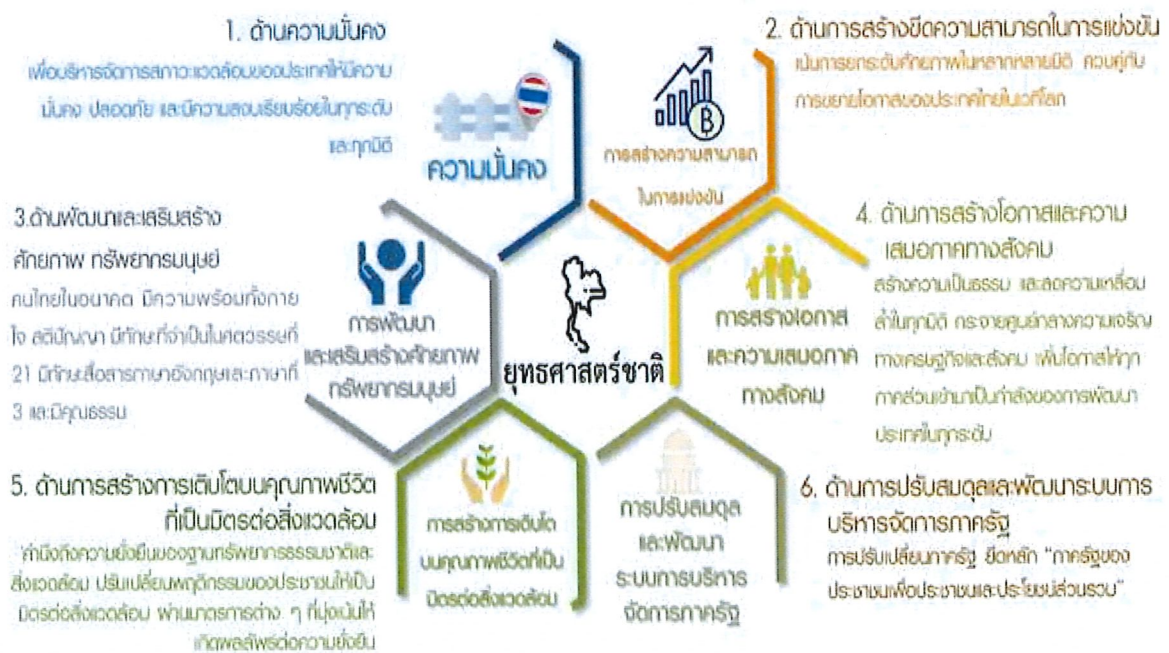 1. ด้านความมั่นคง
เพื่อบริหารจัดการสภาวะแวดล้อมของประเทศให้มีความ
มั่นคง ปลอดภัย และมีความสงบเรียบร้อยในทุกระดับ
และทุกมิติ
ความมั่นคง
2. ด้านการสร้างขีดความสามารถในการแข่งขัน
เน้นการยกระดับศักยภาพในหลากหลายมิติ ควบคู่กับ
การขยายโอกาสของประเทศไทยในเวทีโลก
การสร้างความสามารถ
ในการแข่งขัน
3.ด้านพัฒนาและเสริมสร้าง
ศักยภาพ ทรัพยากรมนุษย์
คนไทยในอนาคต มีความพร้อมทั้งกาย
ใจ สติปัญญา มีทักษะที่จำเป็นในศตวรรษที่
21 มีทักษะสื่อสารภาษาอังกฤษและภาษาที่
3 และมีคุณธรรม
การพัฒนา
และเสริมสร้างศักยภาพ
ทรัพยากรมนุษย์
ยุทธศาสตร์ชาติ
การสร้างโอกาส
และความเสมอภาค
ทางสังคม
4. ด้านการสร้างโอกาสและความ
เสมอภาคทางสังคม
สร้างความเป็นธรรม และลดความเหลื่อม
ล้ำในทุกมิติ กระจายศูนย์กลางความเจริญ
ทางเศรษฐกิจและสังคม เพิ่มโอกาสให้ทุก
ภาคส่วนเข้ามาเป็นกำลังของการพัฒนา
ประเทศในทุกระดับ
5. ด้านการสร้างการเติบโตบนคุณภาพชีวิต
ที่เป็นมิตรต่อสิ่งแวดล้อม
คำนึงถึงความยั่งยืนของฐานทรัพยากรธรรมชาติและ
สิ่งแวดล้อม ปรับเปลี่ยนพฤติกรรมของประชาชนให้เป็น
มิตรต่อสิ่งแวดล้อม ผ่านมาตรการต่าง ๆ ที่มุ่งเน้นให้
เกิดผลลัพธ์ต่อความยั่งยืน
การสร้างการเติบโต
บนคุณภาพชีวิตที่เป็น
มิตรต่อสิ่งแวดล้อม
การปรับสมดุล
และพัฒนา
ระบบการบริหาร
จัดการภาครัฐ
6. ด้านการปรับสมดุลและพัฒนาระบบการ
บริหารจัดการภาครัฐ
การปรับเปลี่ยนภาครัฐ ยึดหลัก "ภาครัฐของ
ประชาชนเพื่อประชาชนและประโยชน์ส่วนรวม"